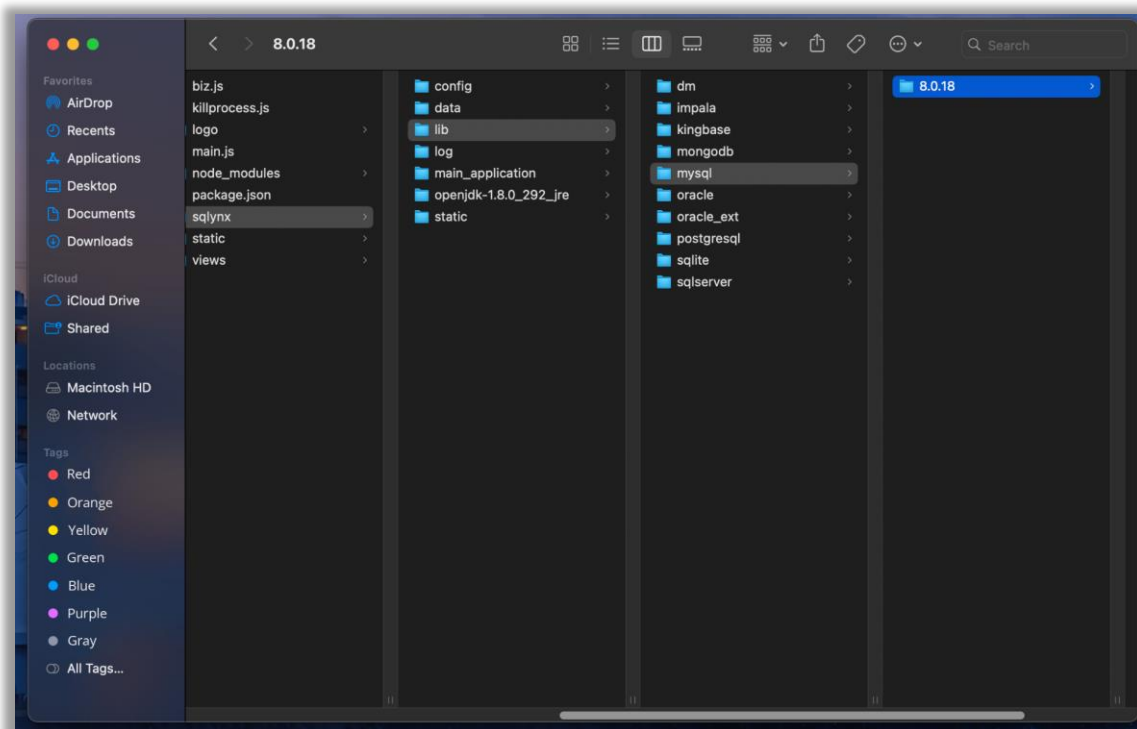 8.0.18
Search
Favorites
AirDrop
Recents
Applications
Desktop
Documents
Downloads
iCloud
iCloud Drive
Shared
Locations
Macintosh HD
Network
Tags
Red
Orange
Yellow
Green
Blue
Purple
Gray
All Tags...
biz.js
killprocess.js
logo
main.js
node_modules
package.json
sqlynx
static
views
config
data
lib
log
main_application
openjdk-1.8.0_292_jre
static
dm
impala
kingbase
mongodb
mysql
oracle
oracle_ext
postgresql
sqlite
sqlserver
8.0.18